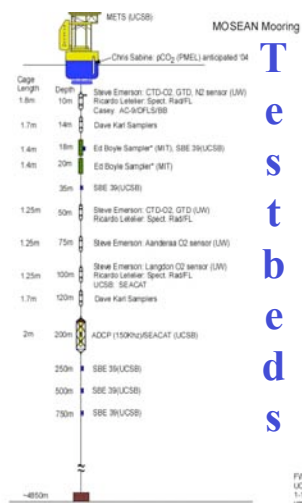 METS (UCSB)
MOSEAN Mooring
Testbeds
Chris Sabine: pCO2 (PMEL) anticipated '04
Cage Length
Depth
1.8m 10m Steve Emerson: CTD-O2, GTD, N2 sensor (UW)
Ricardo Letelier: Spect. Rad/FL
Casey: AC-9/OFLS/BB
1.7m 14m Dave Karl Samplers
1.4m 18m Ed Boyle Sampler* (MIT), SBE 39(UCSB)
1.4m 20m Ed Boyle Sampler* (MIT)
35m SBE 39(UCSB)
1.25m 50m Steve Emerson: CTD-O2, GTD (UW)
Ricardo Letelier: Spect. Rad/FL
1.25m 75m Steve Emerson: Aanderaa O2 sensor (UW)
1.25m 100m Steve Emerson: Langdon O2 sensor (UW)
Ricardo Letelier: Spect. Rad/FL
UCSB: SEACAT
1.7m 120m Dave Karl Samplers
2m 200m ADCP (150Khz)/SEACAT (UCSB)
250m SBE 39(UCSB)
500m SBE 39(UCSB)
750m SBE 39(UCSB)
~4850m